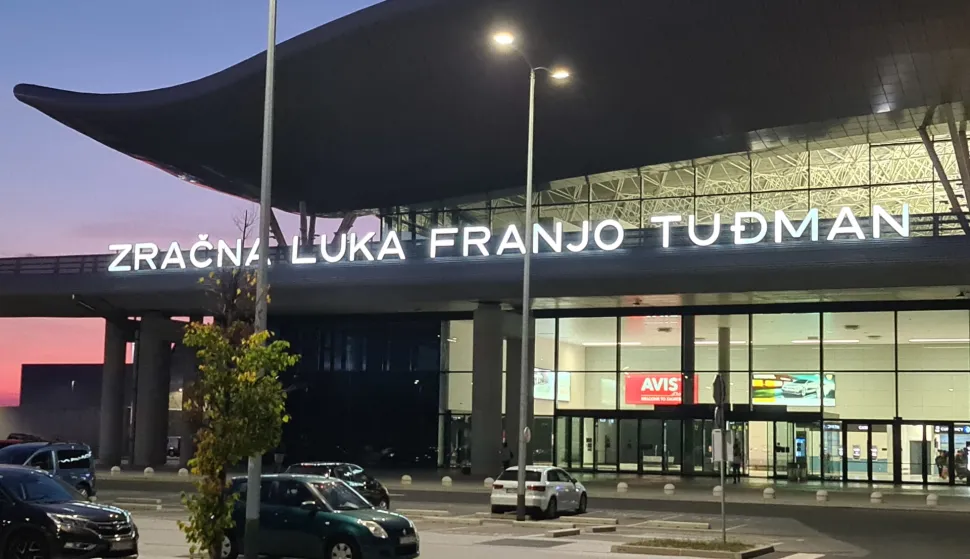 ZRAČNA LUKA FRANJO TUĐMAN
AVIS